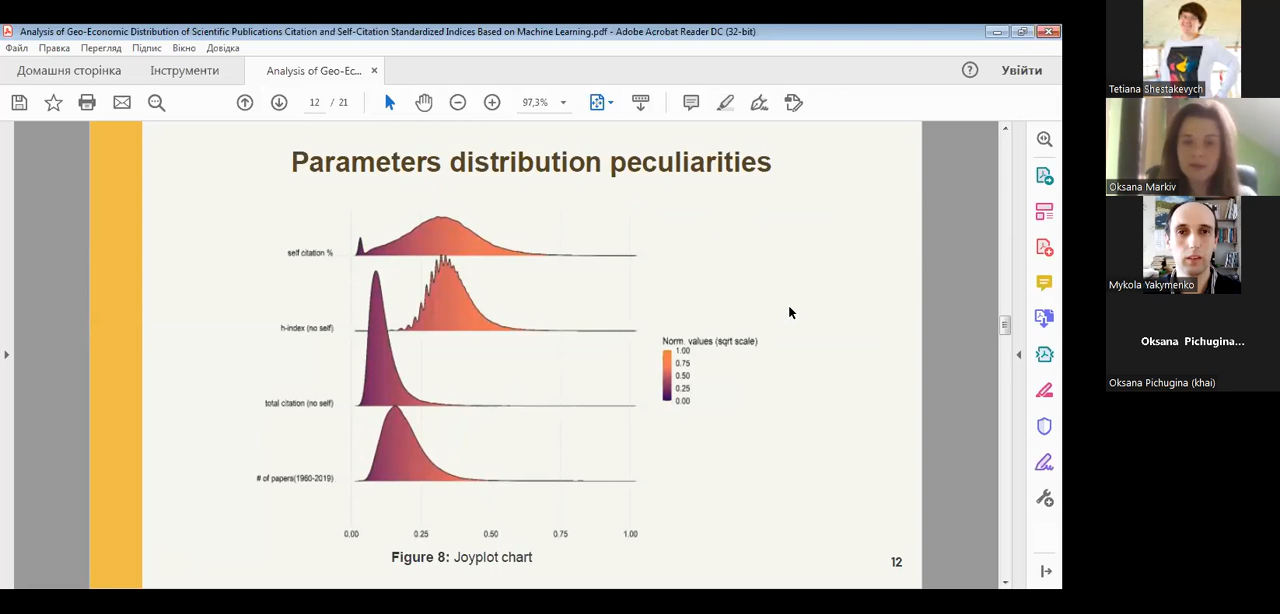 Analysis of Geo-Economic Distribution of Scientific Publications Citation and Self-Citation Standardized Indices Based on Machine Learning.pdf - Adobe Acrobat Reader DC (32-bit)
Файл Правка Перегляд Підпис Вікно Довідка
Домашня сторінка Інструменти Analysis of Geo-Ec... ×
Увійти
12 / 21
97,3%
Parameters distribution peculiarities
self citation %
h-index (no self)
total citation (no self)
# of papers(1960-2019)
0.00 0.25 0.50 0.75 1.00
Norm. values (sqrt scale)
1.00
0.75
0.50
0.25
0.00
Figure 8: Joyplot chart
12
Tetiana Shestakevych
Oksana Markiv
Mykola Yakymenko
Oksana Pichugina...
Oksana Pichugina (khai)